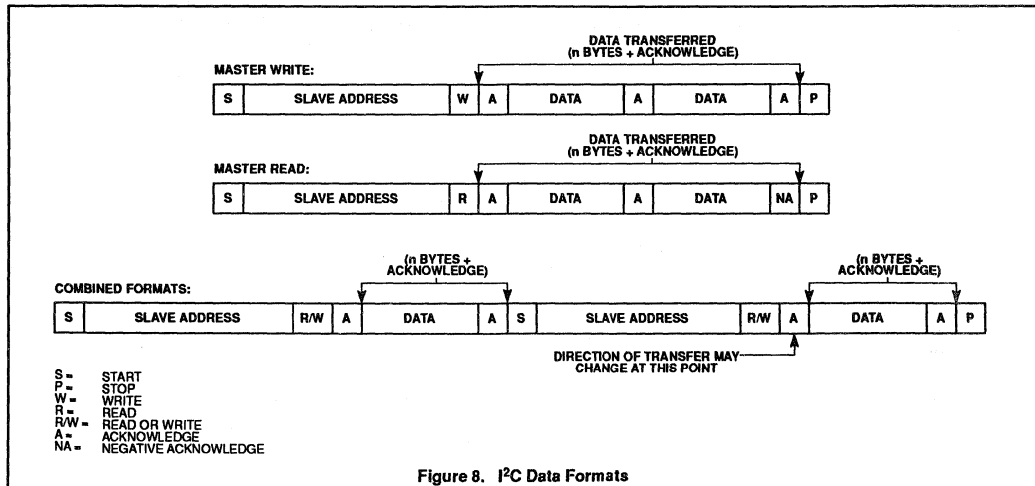 DATA TRANSFERRED
(n BYTES + ACKNOWLEDGE)
MASTER WRITE:
S SLAVE ADDRESS W A DATA A DATA A P
DATA TRANSFERRED
(n BYTES + ACKNOWLEDGE)
MASTER READ:
S SLAVE ADDRESS R A DATA A DATA NA P
(n BYTES +
ACKNOWLEDGE)
(n BYTES +
ACKNOWLEDGE)
COMBINED FORMATS:
S SLAVE ADDRESS R/W A DATA A S SLAVE ADDRESS R/W A DATA A P
DIRECTION OF TRANSFER MAY
CHANGE AT THIS POINT
S = START
P = STOP
W = WRITE
R = READ
R/W = READ OR WRITE
A = ACKNOWLEDGE
NA = NEGATIVE ACKNOWLEDGE
Figure 8. I²C Data Formats